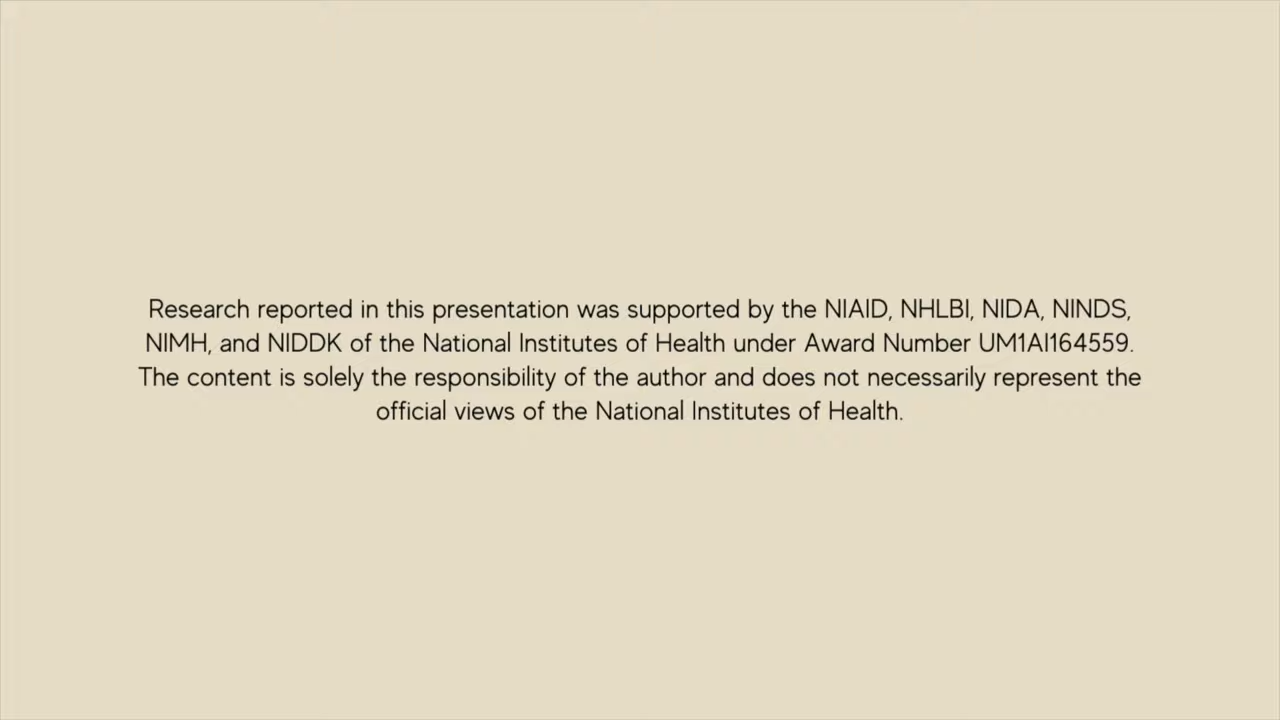 Research reported in this presentation was supported by the NIAID, NHLBI, NIDA, NINDS,
NIMH, and NIDDK of the National Institutes of Health under Award Number UM1AI164559.
The content is solely the responsibility of the author and does not necessarily represent the
official views of the National Institutes of Health.